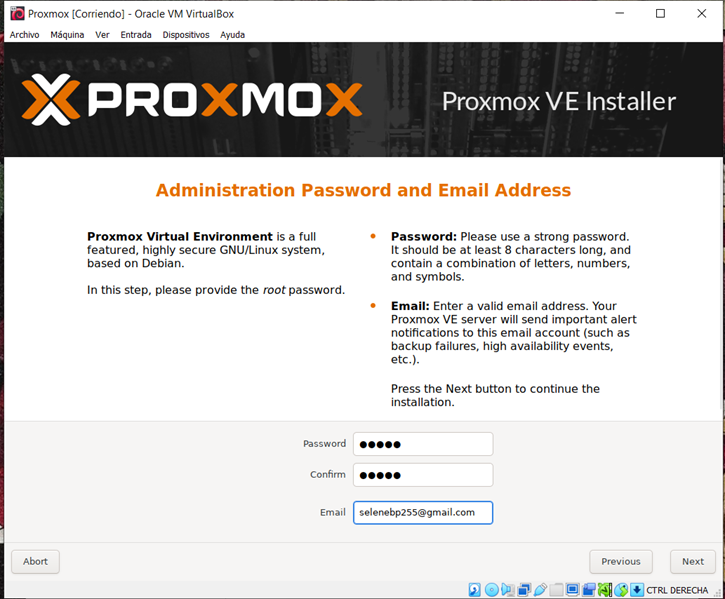 Proxmox [Corriendo] - Oracle VM VirtualBox
Archivo Máquina Ver Entrada Dispositivos Ayuda
PROXMOX
Proxmox VE Installer
Administration Password and Email Address
Proxmox Virtual Environment is a full
featured, highly secure GNU/Linux system,
based on Debian.
In this step, please provide the root password.
Password: Please use a strong password.
It should be at least 8 characters long, and
contain a combination of letters, numbers,
and symbols.
Email: Enter a valid email address. Your
Proxmox VE server will send important alert
notifications to this email account (such as
backup failures, high availability events,
etc.).
Press the Next button to continue the
installation.
Password ●●●●●
Confirm ●●●●●
Email selenebp255@gmail.com
Abort Previous Next
CTRL DERECHA